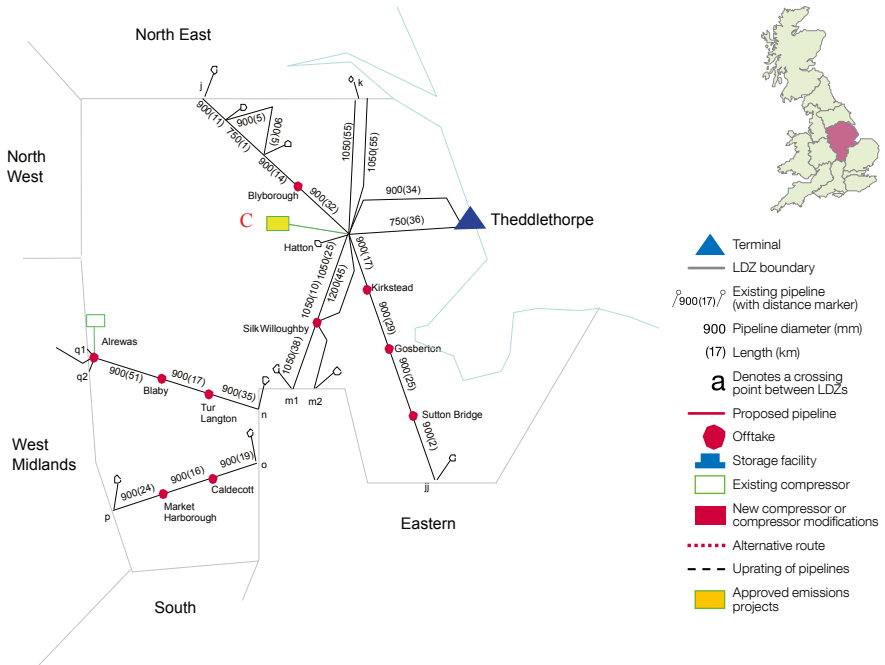 North East
j
k
900(11)
900(5)
900(5)
750(1)
1050(55)
1050(55)
North
West
900(14)
Blyborough
900(32)
900(34)
C
750(36)
Theddlethorpe
Hatton
1050(25)
900(17)
1050(10)
1200(45)
Kirkstead
Silk Willoughby
900(29)
Alrewas
q1
q2
1050(38)
Gosberton
900(51)
900(17)
900(35)
900(25)
Blaby
Tur
Langton
n
m1
m2
Sutton Bridge
West
Midlands
900(2)
o
900(19)
900(16)
900(24)
Caldecott
Market
Harborough
p
jj
Eastern
South
Terminal
LDZ boundary
900(17)
Existing pipeline
(with distance marker)
900
Pipeline diameter (mm)
(17)
Length (km)
a
Denotes a crossing
point between LDZs
Proposed pipeline
Offtake
Storage facility
Existing compressor
New compressor or
compressor modifications
Alternative route
Uprating of pipelines
Approved emissions
projects